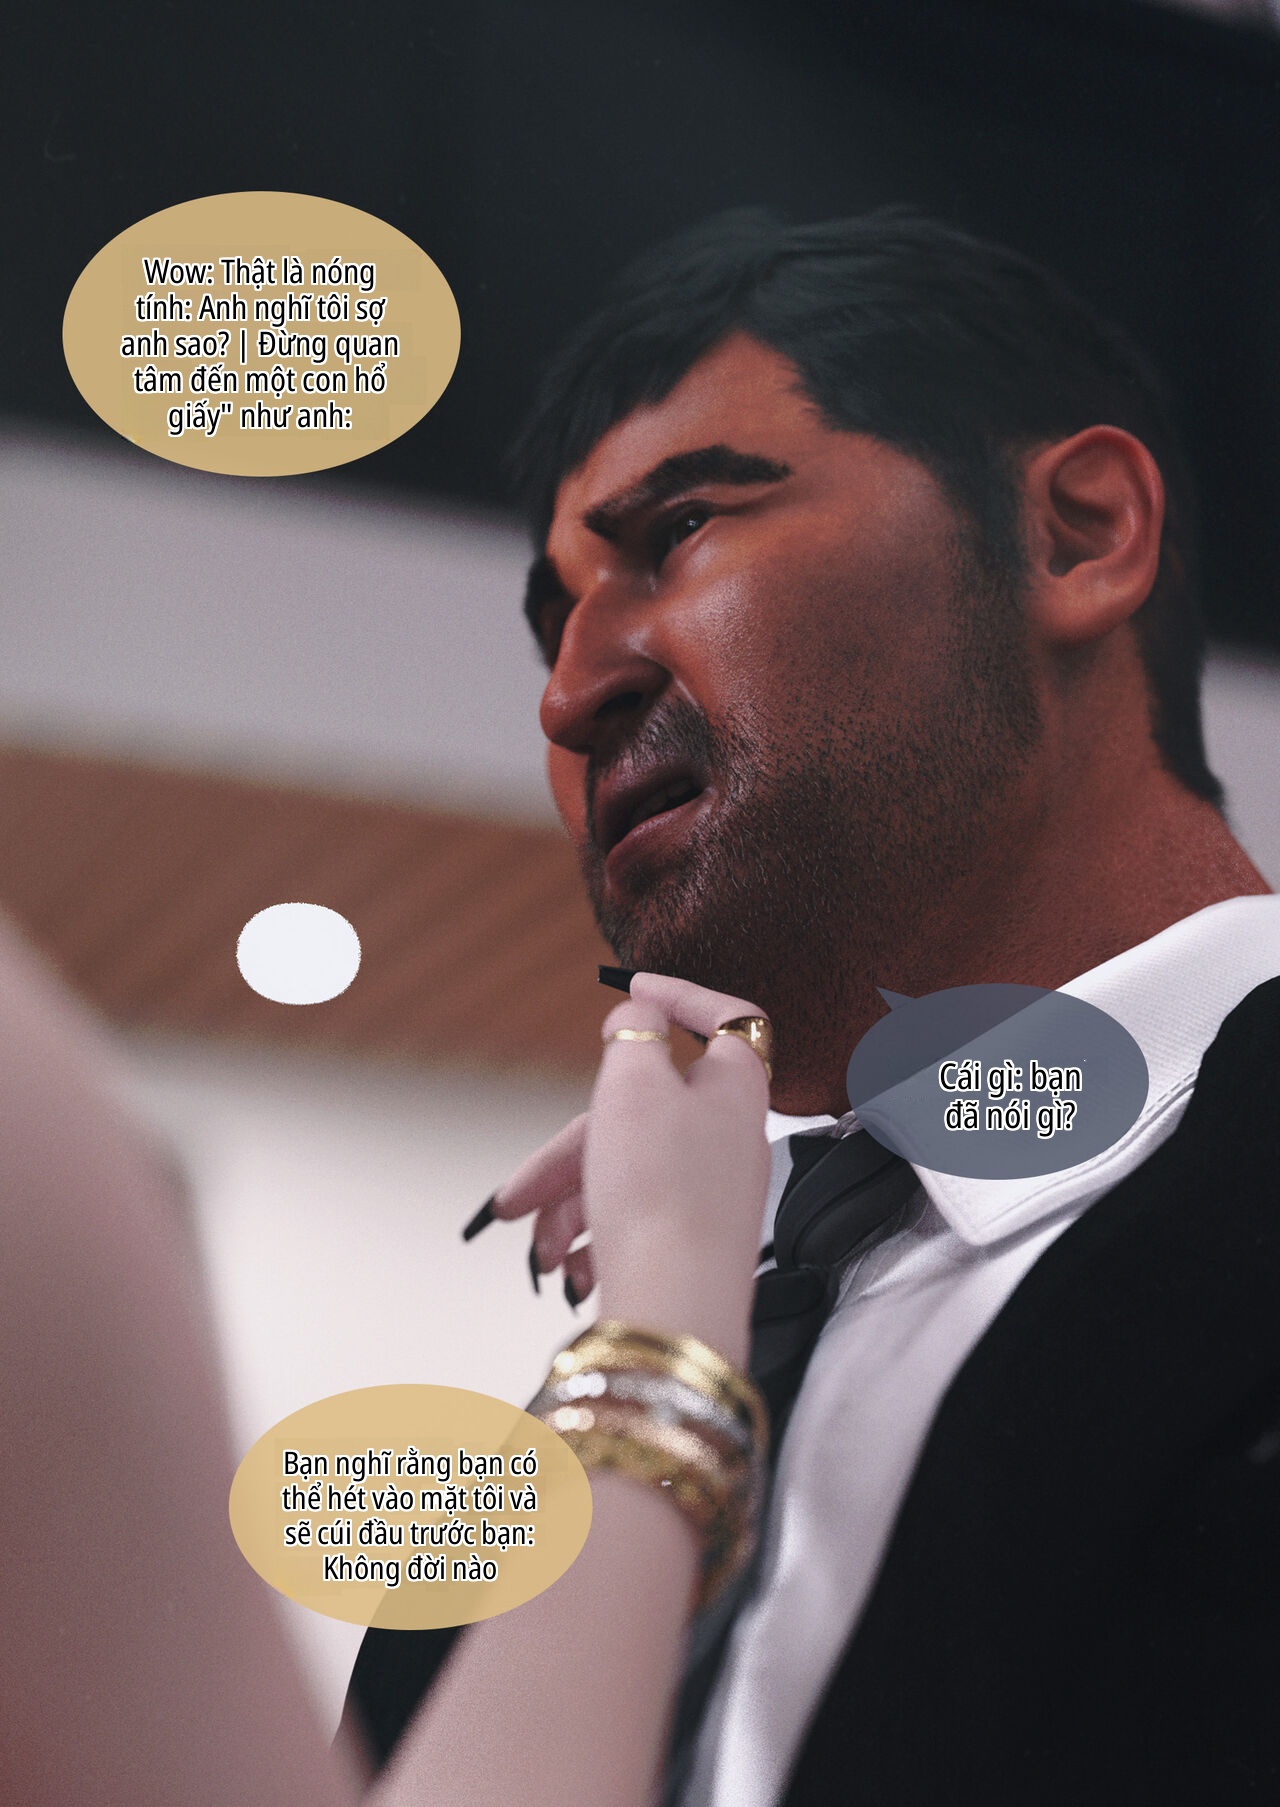 Wow: Thật là nóng
tính: Anh nghĩ tôi sợ
anh sao? | Đừng quan
tâm đến một con hổ
giấy" như anh:
Cái gì: bạn
đã nói gì?
Bạn nghĩ rằng bạn có
thể hét vào mặt tôi và
sẽ cúi đầu trước bạn:
Không đời nào